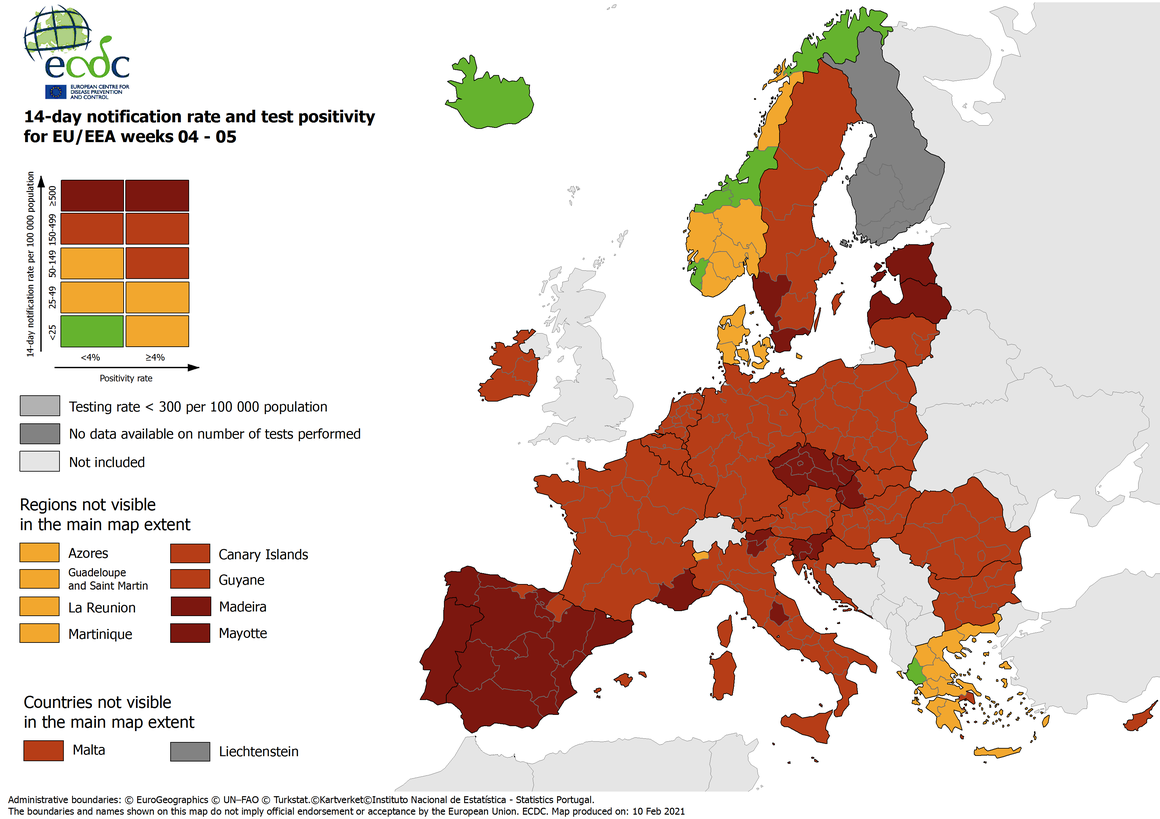 ecdc
EUROPEAN CENTRE FOR
DISEASE PREVENTION
AND CONTROL
14-day notification rate and test positivity
for EU/EEA weeks 04 - 05
14-day notification rate per 100 000 population
≥500
150-499
50-149
25-49
<25
<4%
≥4%
Positivity rate
Testing rate < 300 per 100 000 population
No data available on number of tests performed
Not included
Regions not visible
in the main map extent
Azores
Canary Islands
Guadeloupe
and Saint Martin
Guyane
La Reunion
Madeira
Martinique
Mayotte
Countries not visible
in the main map extent
Malta
Liechtenstein
Administrative boundaries: © EuroGeographics © UN–FAO © Turkstat.©Kartverket©Instituto Nacional de Estatística - Statistics Portugal.
The boundaries and names shown on this map do not imply official endorsement or acceptance by the European Union. ECDC. Map produced on: 10 Feb 2021